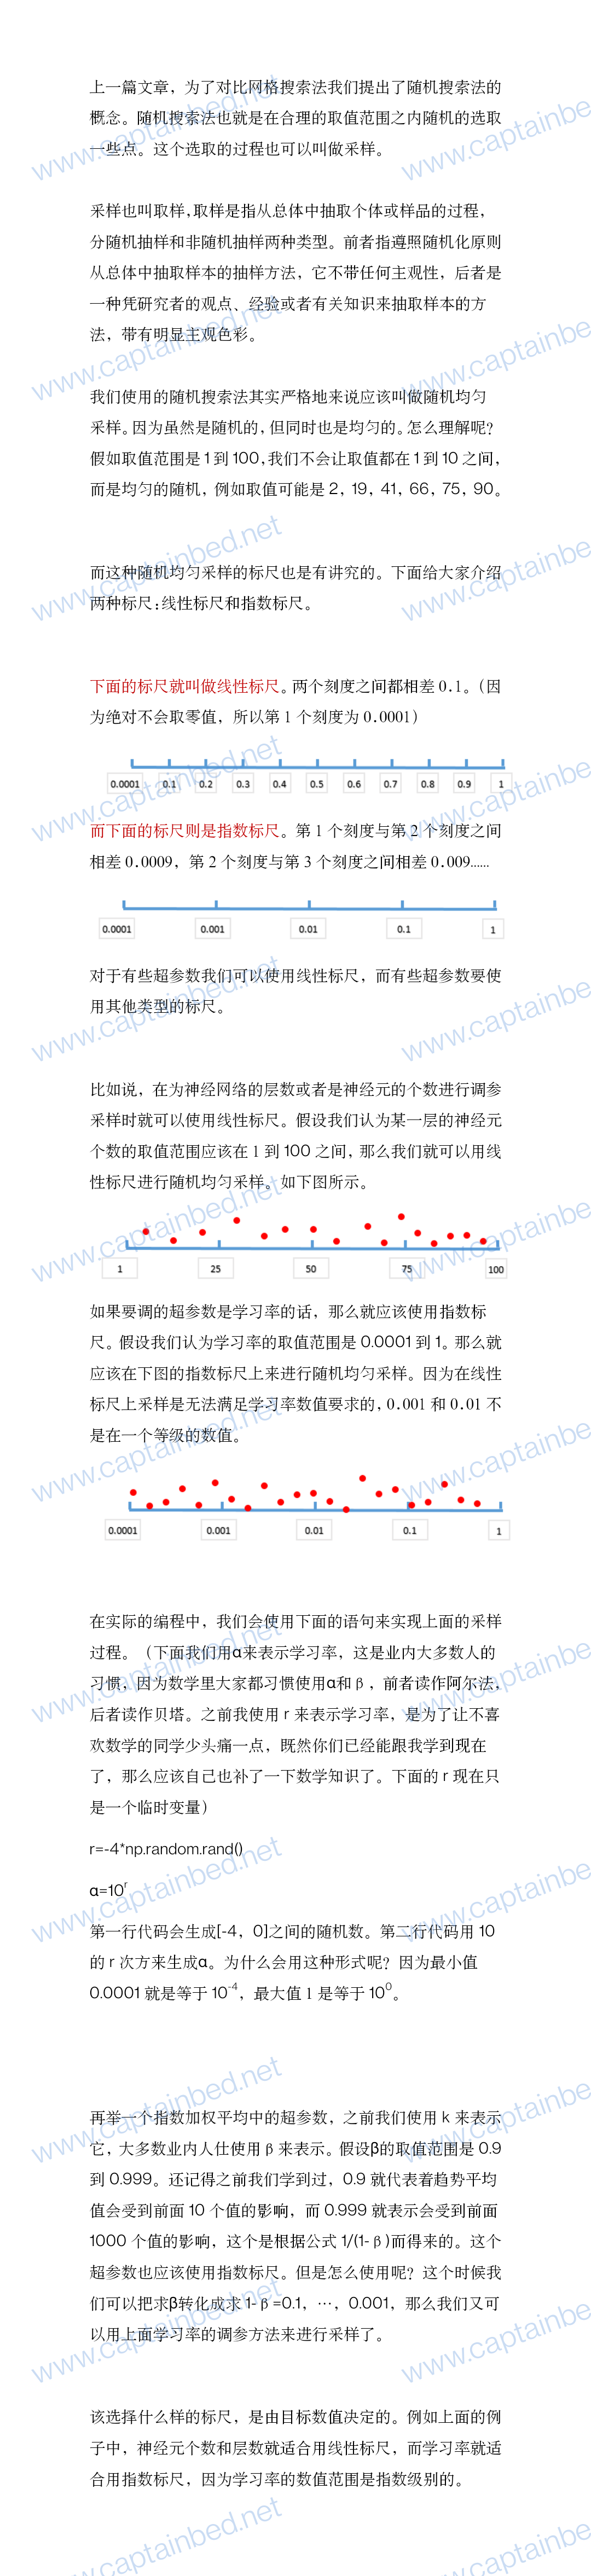 上一篇文章，为了对比网格搜索法我们提出了随机搜索法的
概念。随机搜索法也就是在合理的取值范围之内随机的选取
一些点。这个选取的过程也可以叫做采样。
采样也叫取样,取样是指从总体中抽取个体或样品的过程，
分随机抽样和非随机抽样两种类型。前者指遵照随机化原则
从总体中抽取样本的抽样方法，它不带任何主观性，后者是
一种凭研究者的观点、经验或者有关知识来抽取样本的方
法，带有明显主观色彩。
我们使用的随机搜索法其实严格地来说应该叫做随机均匀
采样。因为虽然是随机的，但同时也是均匀的。怎么理解呢？
假如取值范围是1到100,我们不会让取值都在1到10之间，
而是均匀的随机，例如取值可能是2，19，41，66，75，90。
而这种随机均匀采样的标尺也是有讲究的。下面给大家介绍
两种标尺:线性标尺和指数标尺。
下面的标尺就叫做线性标尺。两个刻度之间都相差0.1。（因
为绝对不会取零值，所以第1个刻度为0.0001）
0.0001 0.1 0.2 0.3 0.4 0.5 0.6 0.7 0.8 0.9 1
而下面的标尺则是指数标尺。第1个刻度与第2个刻度之间
相差0.0009，第2个刻度与第3个刻度之间相差0.009......
0.0001 0.001 0.01 0.1 1
对于有些超参数我们可以使用线性标尺，而有些超参数要使
用其他类型的标尺。
比如说，在为神经网络的层数或者是神经元的个数进行调参
采样时就可以使用线性标尺。假设我们认为某一层的神经元
个数的取值范围应该在1到100之间，那么我们就可以用线
性标尺进行随机均匀采样。如下图所示。
1 25 50 75 100
如果要调的超参数是学习率的话，那么就应该使用指数标
尺。假设我们认为学习率的取值范围是0.0001到1。那么就
应该在下图的指数标尺上来进行随机均匀采样。因为在线性
标尺上采样是无法满足学习率数值要求的，0.001和0.01不
是在一个等级的数值。
0.0001 0.001 0.01 0.1 1
在实际的编程中，我们会使用下面的语句来实现上面的采样
过程。（下面我们用α来表示学习率，这是业内大多数人的
习惯，因为数学里大家都习惯使用α和β，前者读作阿尔法，
后者读作贝塔。之前我使用r来表示学习率，是为了让不喜
欢数学的同学少头痛一点，既然你们已经能跟我学到现在
了，那么应该自己也补了一下数学知识了。下面的r现在只
是一个临时变量）
r=-4*np.random.rand()
α=10^r
第一行代码会生成[-4，0]之间的随机数。第二行代码用10
的r次方来生成α。为什么会用这种形式呢？因为最小值
0.0001就是等于10^-4，最大值1是等于10^0。
再举一个指数加权平均中的超参数，之前我们使用k来表示
它，大多数业内人仕使用β来表示。假设β的取值范围是0.9
到0.999。还记得之前我们学到过，0.9就代表着趋势平均
值会受到前面10个值的影响，而0.999就表示会受到前面
1000个值的影响，这个是根据公式1/(1-β)而得来的。这个
超参数也应该使用指数标尺。但是怎么使用呢？这个时候我
们可以把求β转化成求1-β=0.1，…，0.001，那么我们又可
以用上面学习率的调参方法来进行采样了。
该选择什么样的标尺，是由目标数值决定的。例如上面的例
子中，神经元个数和层数就适合用线性标尺，而学习率就适
合用指数标尺，因为学习率的数值范围是指数级别的。
www.captainbed.net